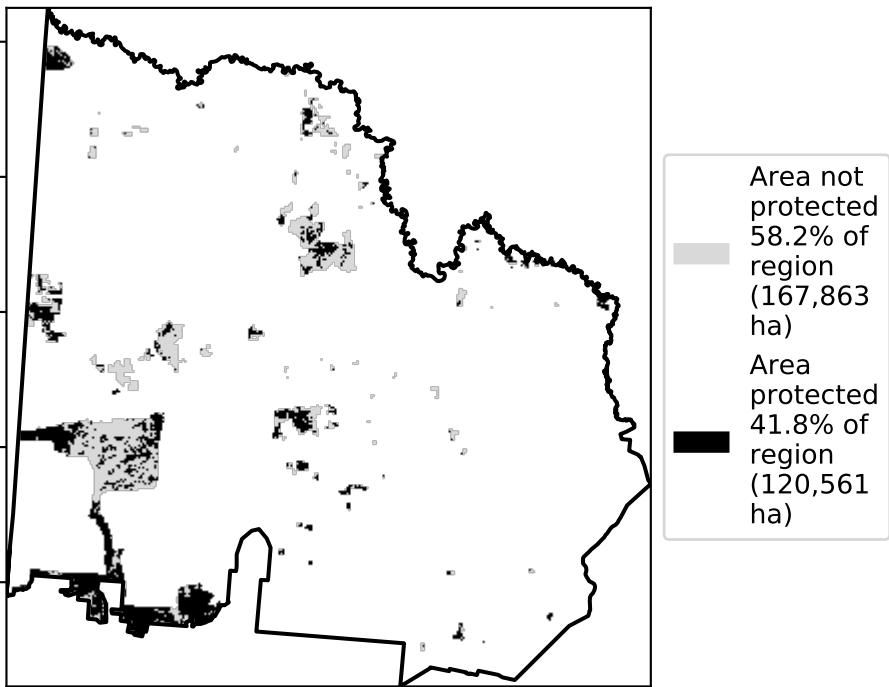 Area not
protected
58.2% of
region
(167,863
ha)
Area
protected
41.8% of
region
(120,561
ha)